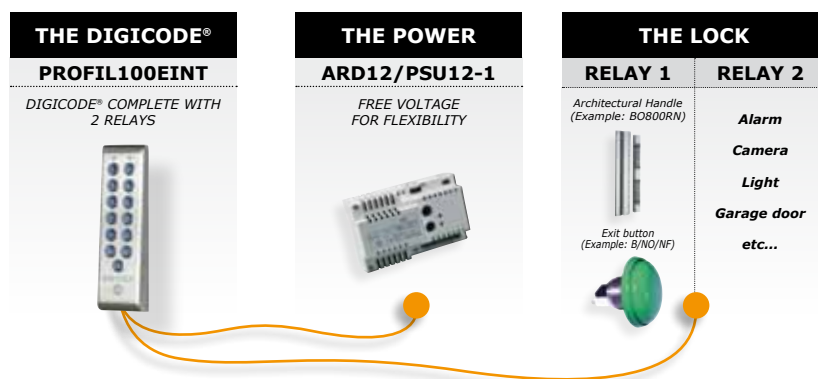 THE DIGICODE®
PROFIL100EINT
DIGICODE® COMPLETE WITH
2 RELAYS
THE POWER
ARD12/PSU12-1
FREE VOLTAGE
FOR FLEXIBILITY
THE LOCK
RELAY 1
Architectural Handle
(Example: BO800RN)
Exit button
(Example: B/NO/NF)
RELAY 2
Alarm
Camera
Light
Garage door
etc...